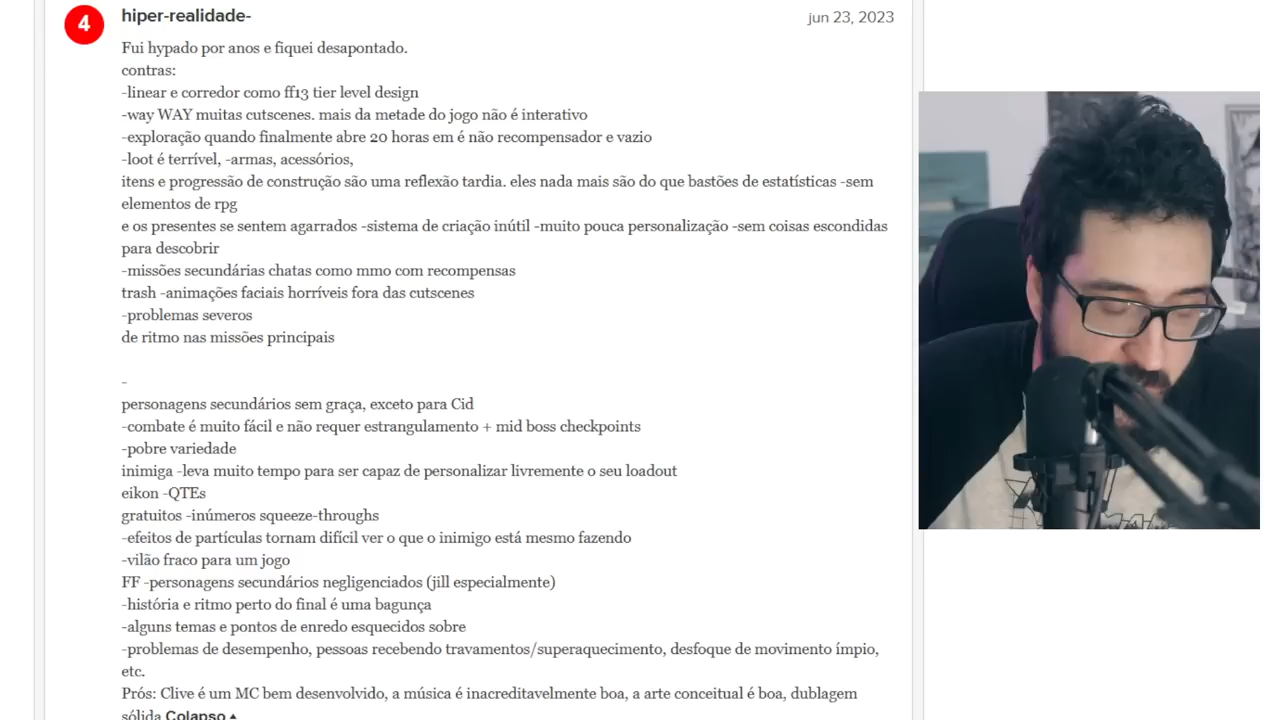 4
hiper-realidade-
jun 23, 2023
Fui hypado por anos e fiquei desapontado.
contras:
-linear e corredor como ff13 tier level design
-way WAY muitas cutscenes. mais da metade do jogo não é interativo
-exploração quando finalmente abre 20 horas em é não recompensador e vazio
-loot é terrível, -armas, acessórios,
itens e progressão de construção são uma reflexão tardia. eles nada mais são do que bastões de estatísticas -sem
elementos de rpg
e os presentes se sentem agarrados -sistema de criação inútil -muito pouca personalização -sem coisas escondidas
para descobrir
-missões secundárias chatas como mmo com recompensas
trash -animações faciais horríveis fora das cutscenes
-problemas severos
de ritmo nas missões principais
-
personagens secundários sem graça, exceto para Cid
-combate é muito fácil e não requer estrangulamento + mid boss checkpoints
-pobre variedade
inimiga -leva muito tempo para ser capaz de personalizar livremente o seu loadout
eikon -QTEs
gratuitos -inúmeros squeeze-throughs
-efeitos de partículas tornam difícil ver o que o inimigo está mesmo fazendo
-vilão fraco para um jogo
FF -personagens secundários negligenciados (jill especialmente)
-história e ritmo perto do final é uma bagunça
-alguns temas e pontos de enredo esquecidos sobre
-problemas de desempenho, pessoas recebendo travamentos/superaquecimento, desfoque de movimento ímpio,
etc.
Prós: Clive é um MC bem desenvolvido, a música é inacreditavelmente boa, a arte conceitual é boa, dublagem
sólida Colapso ▲